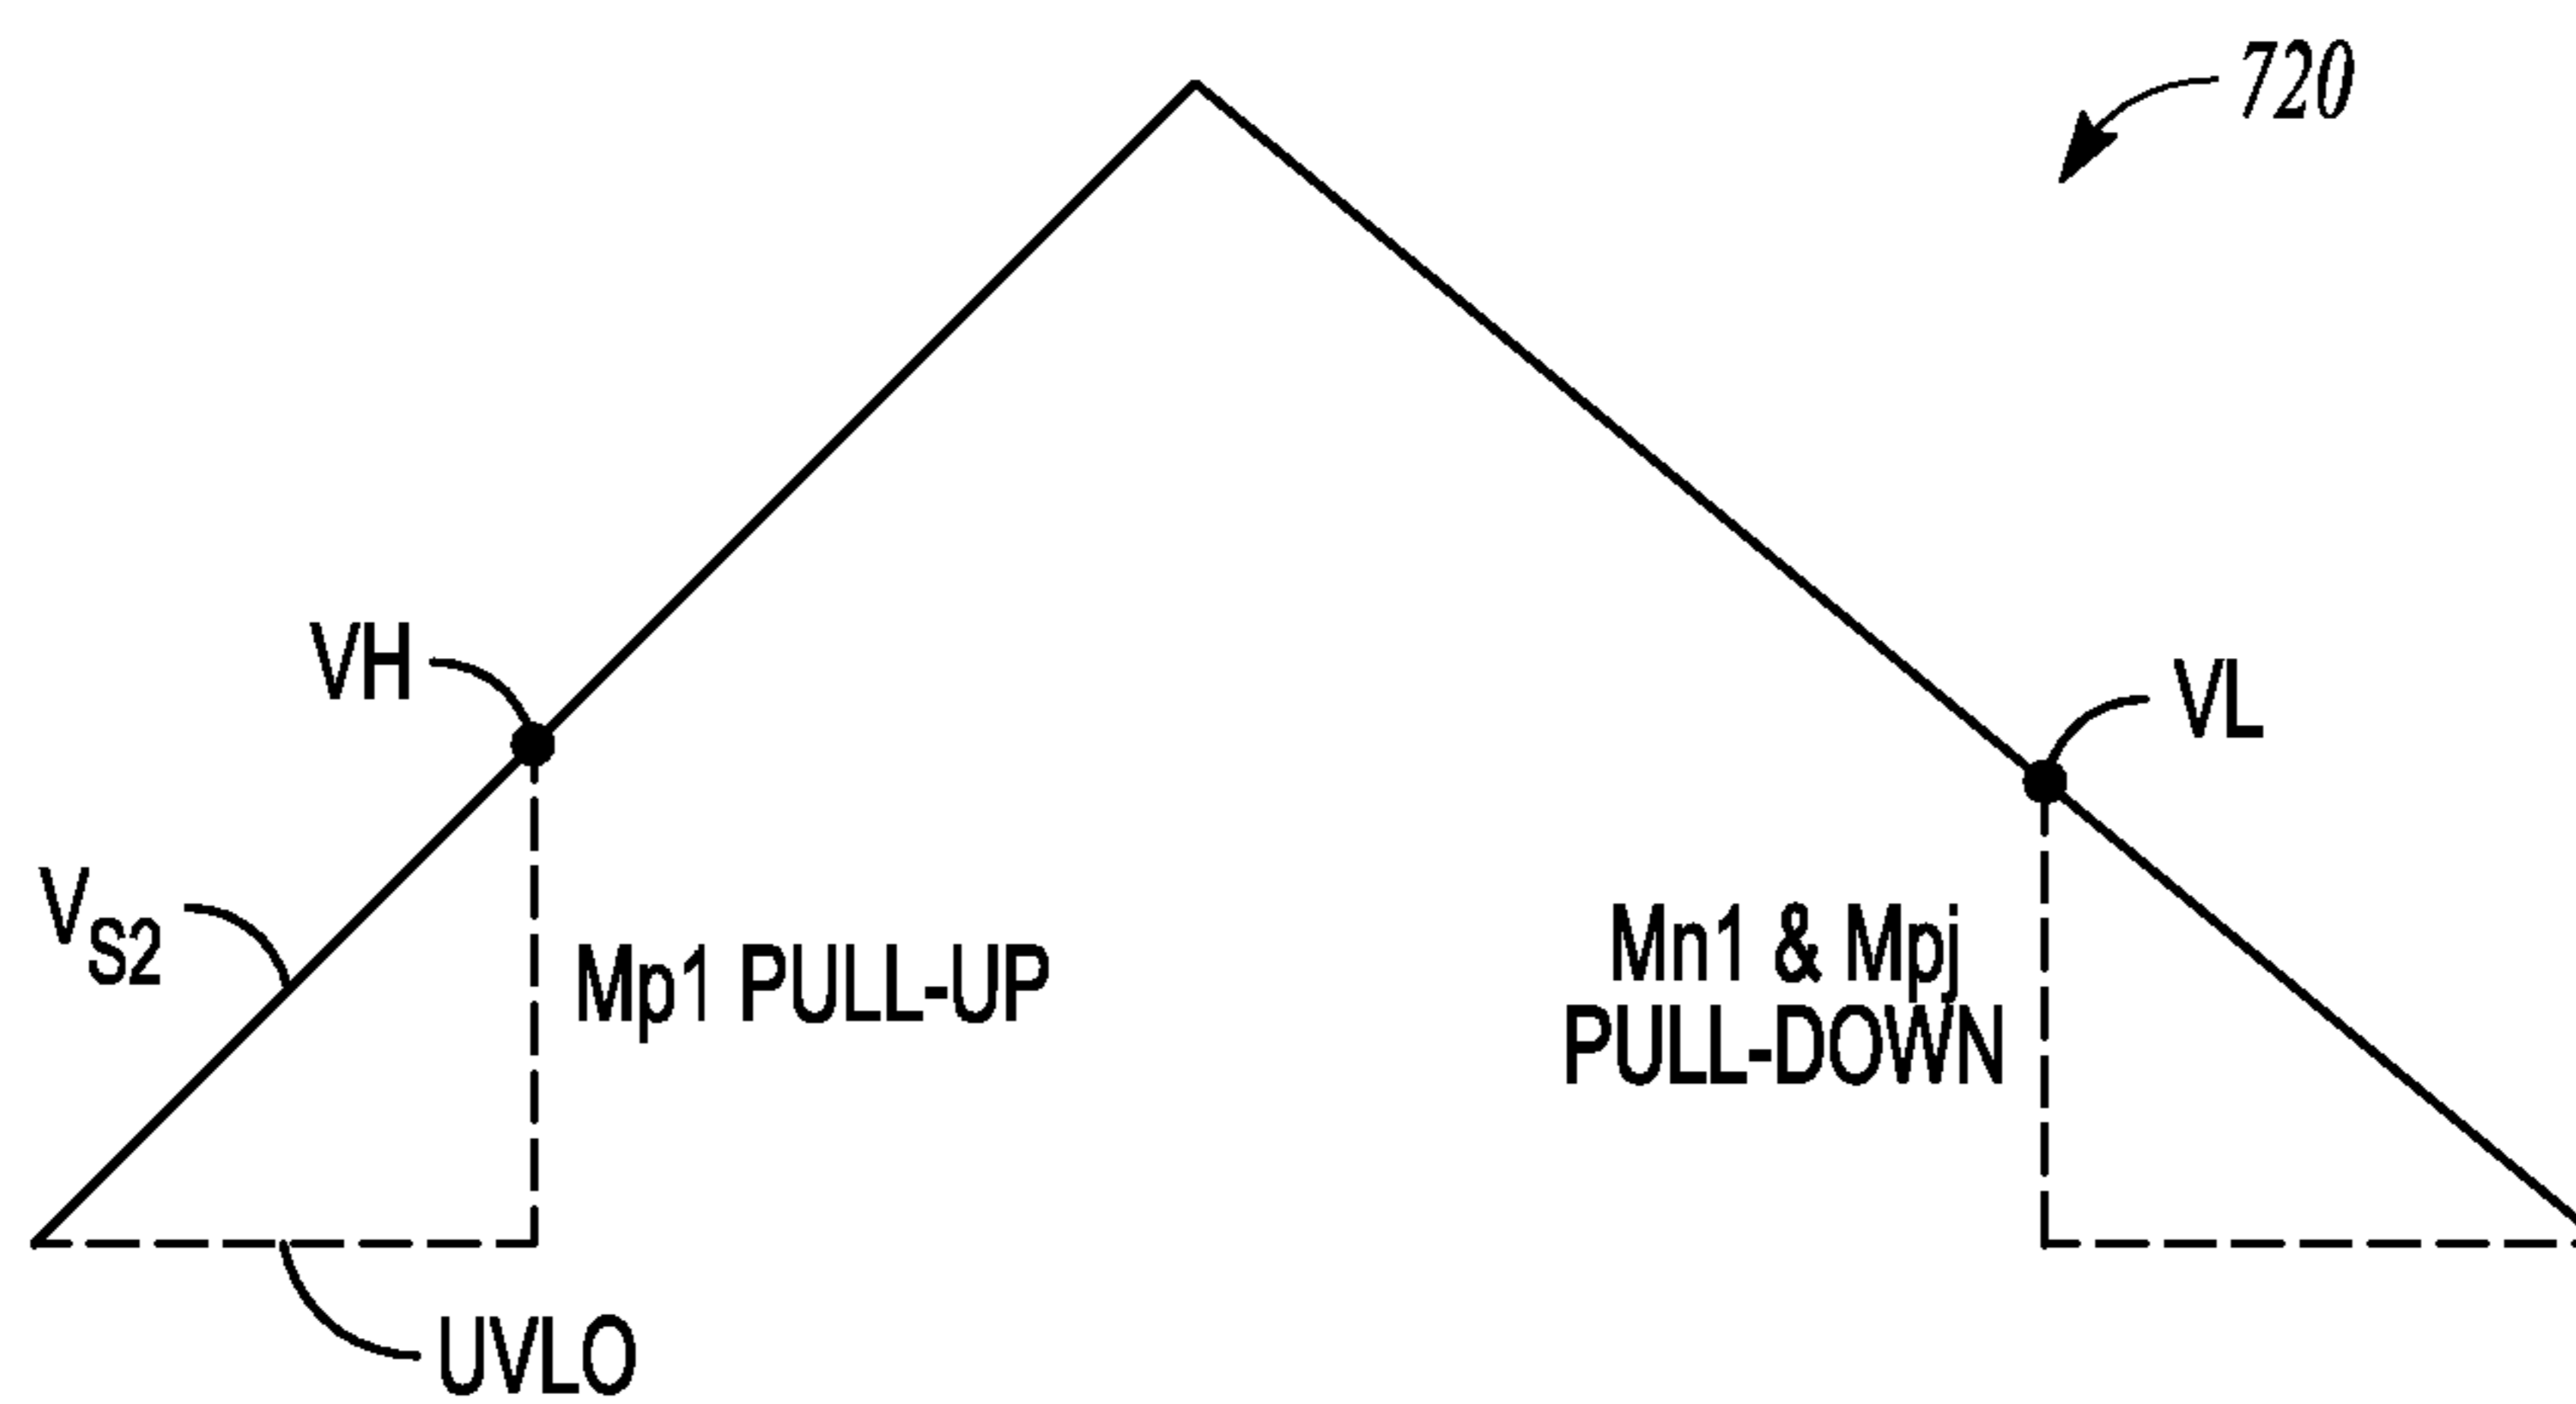 720
VH
VL
VS2
Mp1 PULL-UP
Mn1 & Mpj
PULL-DOWN
UVLO